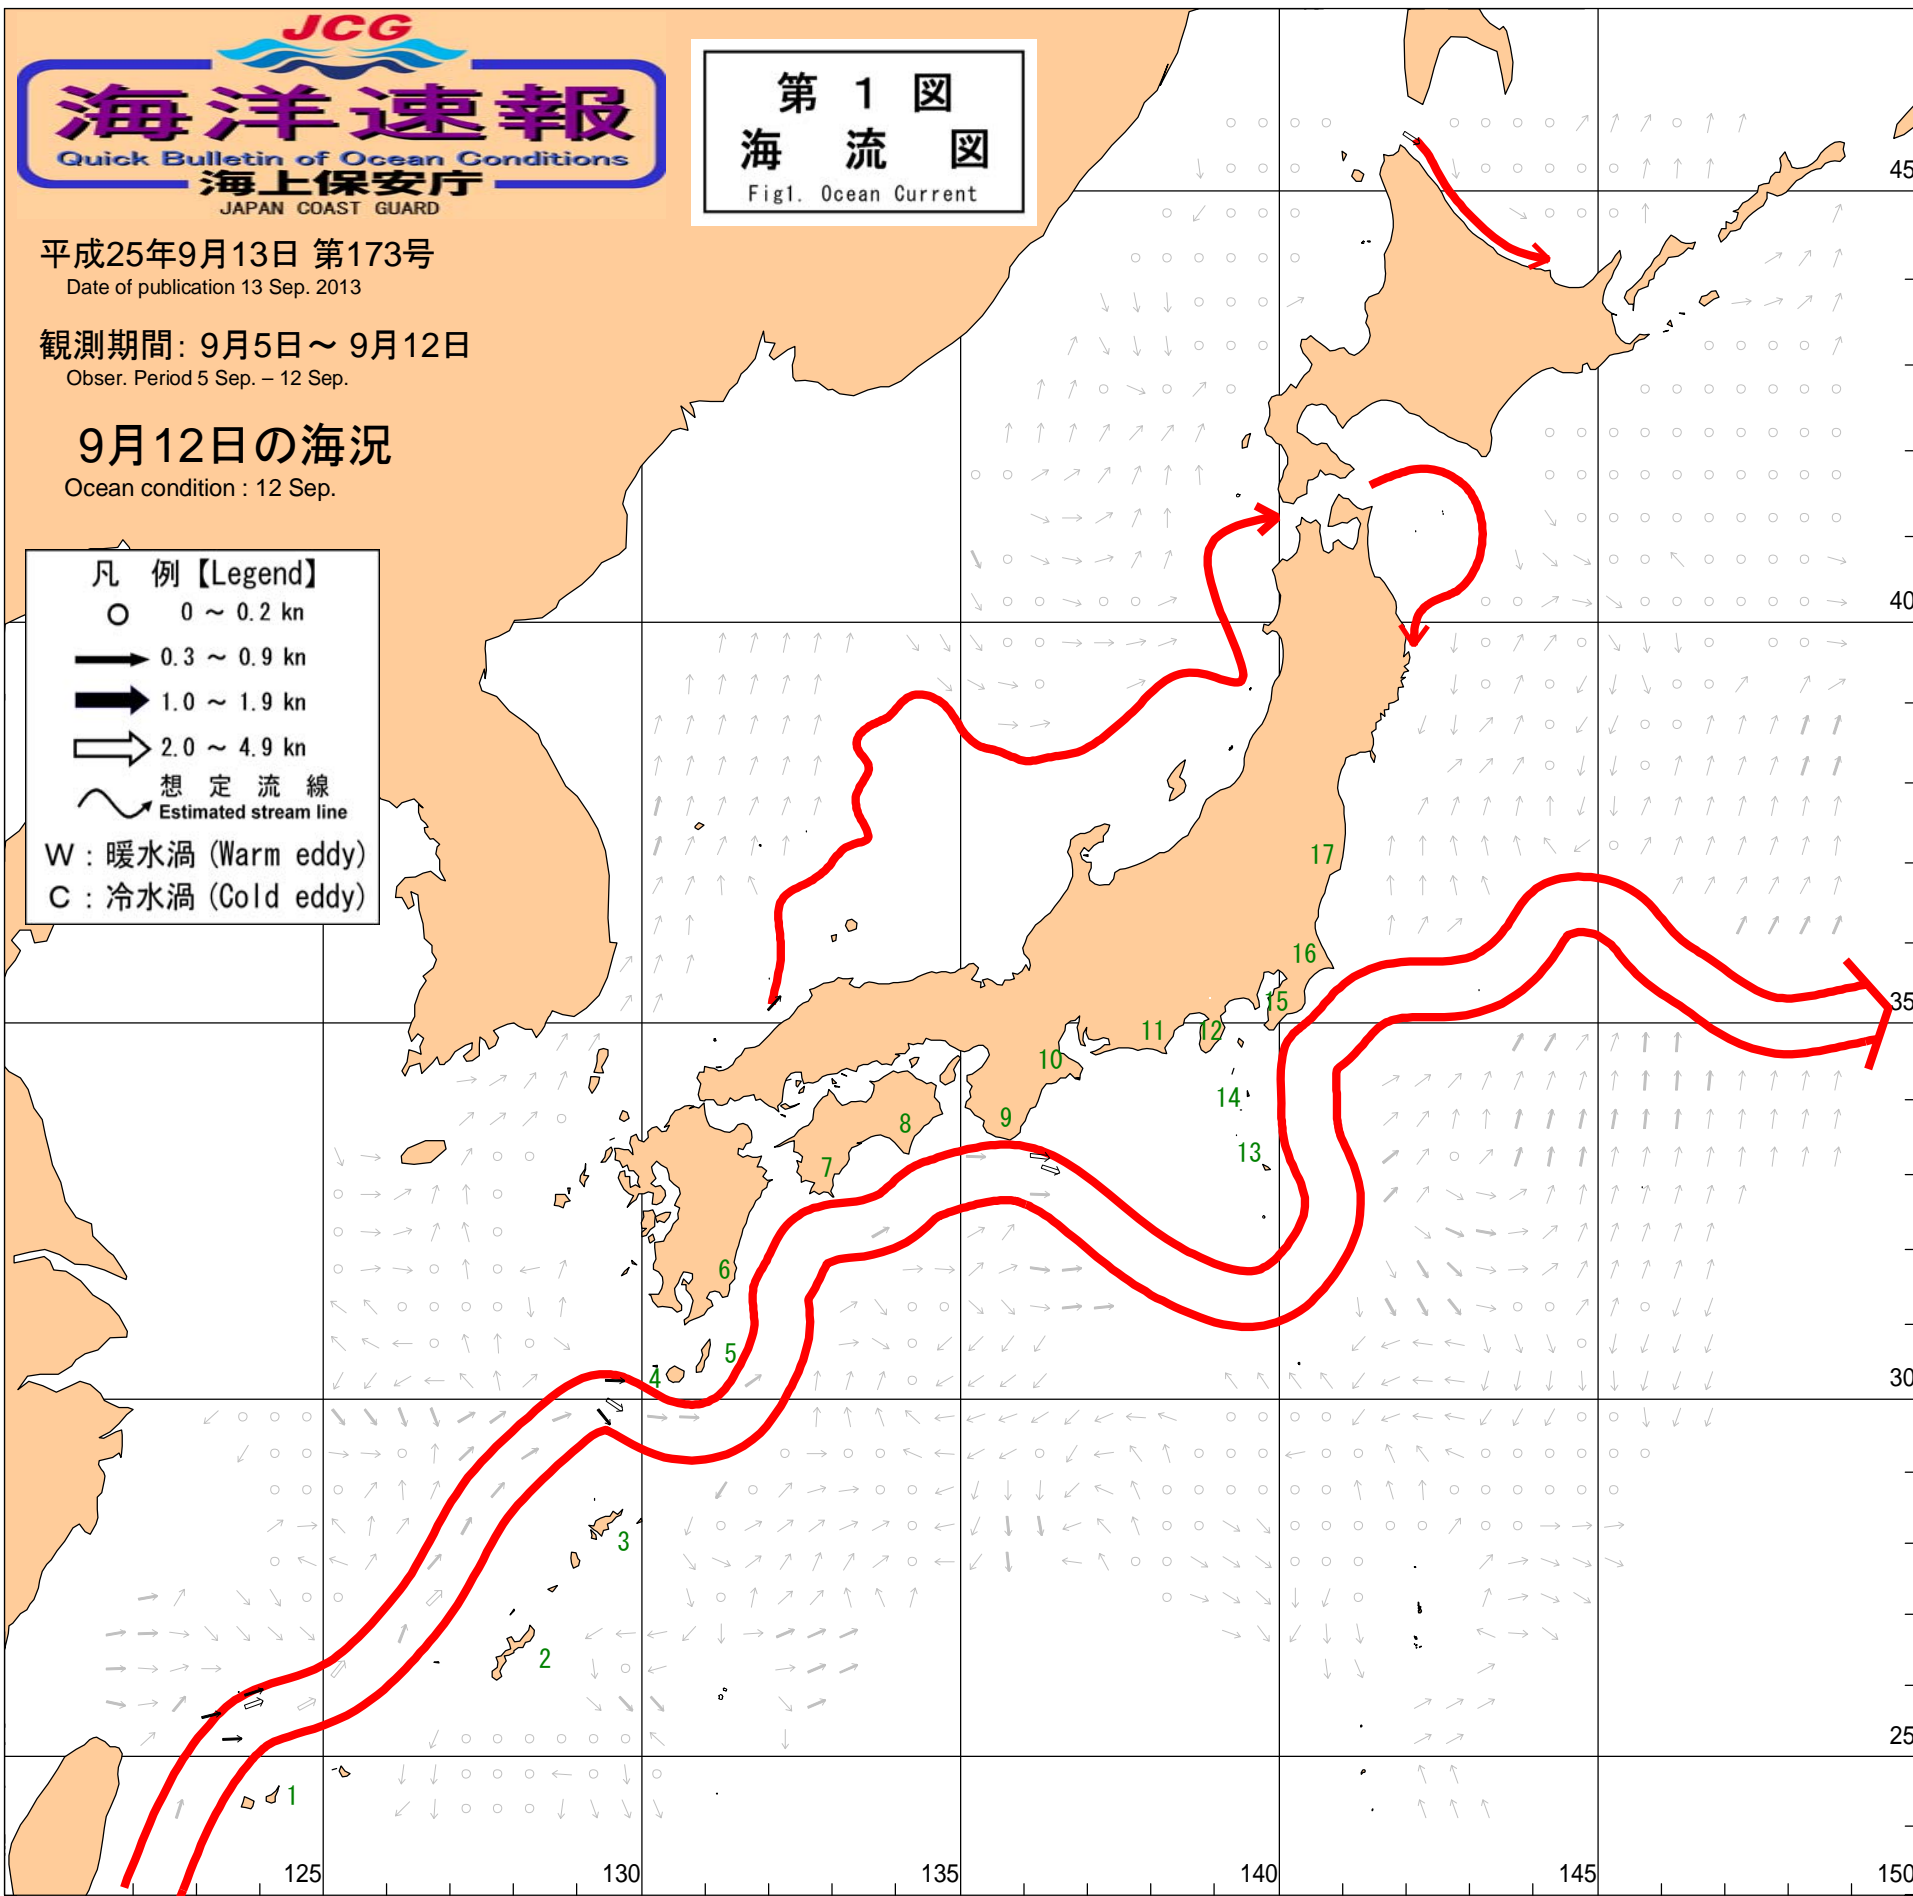 JCG
海洋速報
Quick Bulletin of Ocean Conditions
海上保安庁
JAPAN COAST GUARD
第 1 図
海 流 図
Fig1. Ocean Current
平成25年9月13日 第173号
Date of publication 13 Sep. 2013
観測期間: 9月5日～ 9月12日
Obser. Period 5 Sep. – 12 Sep.
9月12日の海況
Ocean condition : 12 Sep.
凡 例【Legend】
0 ～ 0.2 kn
0.3 ～ 0.9 kn
1.0 ～ 1.9 kn
2.0 ～ 4.9 kn
想 定 流 線
Estimated stream line
W : 暖水渦 (Warm eddy)
C : 冷水渦 (Cold eddy)
45
40
17
16
35
15
11
12
10
14
9
8
13
7
6
5
4
30
3
2
25
1
125
130
135
140
145
150